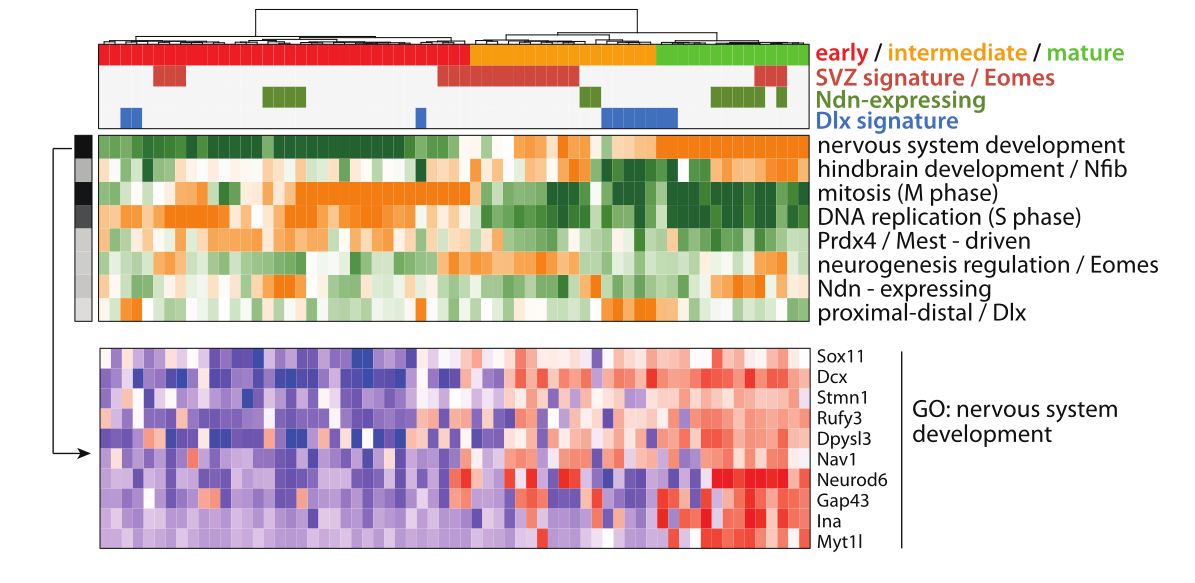 early / intermediate / mature
SVZ signature / Eomes
Ndn-expressing
Dlx signature
nervous system development
hindbrain development / Nfib
mitosis (M phase)
DNA replication (S phase)
Prdx4 / Mest - driven
neurogenesis regulation / Eomes
Ndn - expressing
proximal-distal / Dlx
Sox11
Dcx
Stmn1
Rufy3
Dpysl3
Nav1
Neurod6
Gap43
Ina
Myt1l
GO: nervous system
development